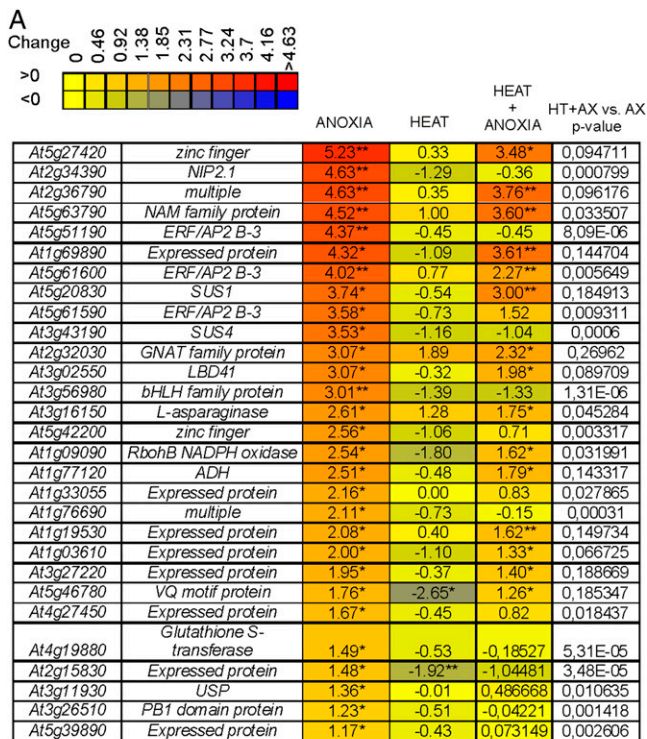 A
Change
0 0.46 0.92 1.38 1.85 2.31 2.77 3.24 3.7 4.16 >4.63
>0
<0
ANOXIA HEAT HEAT + ANOXIA HT+AX vs. AX p-value
At5g27420 zinc finger 5.23** 0.33 3.48* 0,094711
At2g34390 NIP2.1 4.63** -1.29 -0.36 0,000799
At2g36790 multiple 4.63** 0.35 3.76** 0,096176
At5g63790 NAM family protein 4.52** 1.00 3.60** 0,033507
At5g51190 ERF/AP2 B-3 4.37** -0.45 -0.45 8,09E-06
At1g69890 Expressed protein 4.32* -1.09 3.61** 0,144704
At5g61600 ERF/AP2 B-3 4.02** 0.77 2.27** 0,005649
At5g20830 SUS1 3.74* -0.54 3.00** 0,184913
At5g61590 ERF/AP2 B-3 3.58* -0.73 1.52 0,009311
At3g43190 SUS4 3.53* -1.16 -1.04 0,0006
At2g32030 GNAT family protein 3.07* 1.89 2.32* 0,26962
At3g02550 LBD41 3.07* -0.32 1.98* 0,089709
At3g56980 bHLH family protein 3.01** -1.39 -1.33 1,31E-06
At3g16150 L-asparaginase 2.61* 1.28 1.75* 0,045284
At5g42200 zinc finger 2.56* -1.06 0.71 0,003317
At1g09090 RbohB NADPH oxidase 2.54* -1.80 1.62* 0,031991
At1g77120 ADH 2.51* -0.48 1.79* 0,143317
At1g33055 Expressed protein 2.16* 0.00 0.83 0,027865
At1g76690 multiple 2.11* -0.73 -0.15 0,00031
At1g19530 Expressed protein 2.08* 0.40 1.62** 0,149734
At1g03610 Expressed protein 2.00* -1.10 1.33* 0,066725
At3g27220 Expressed protein 1.95* -0.37 1.40* 0,188669
At5g46780 VQ motif protein 1.76* -2.65* 1.26* 0,185347
At4g27450 Expressed protein 1.67* -0.45 0.82 0,018437
At4g19880 Glutathione S-transferase 1.49* -0.53 -0,18527 5,31E-05
At2g15830 Expressed protein 1.48* -1.92** -1,04481 3,48E-05
At3g11930 USP 1.36* -0.01 0,486668 0,010635
At3g26510 PB1 domain protein 1.23* -0.51 -0,04221 0,001418
At5g39890 Expressed protein 1.17* -0.43 0,073149 0,002606